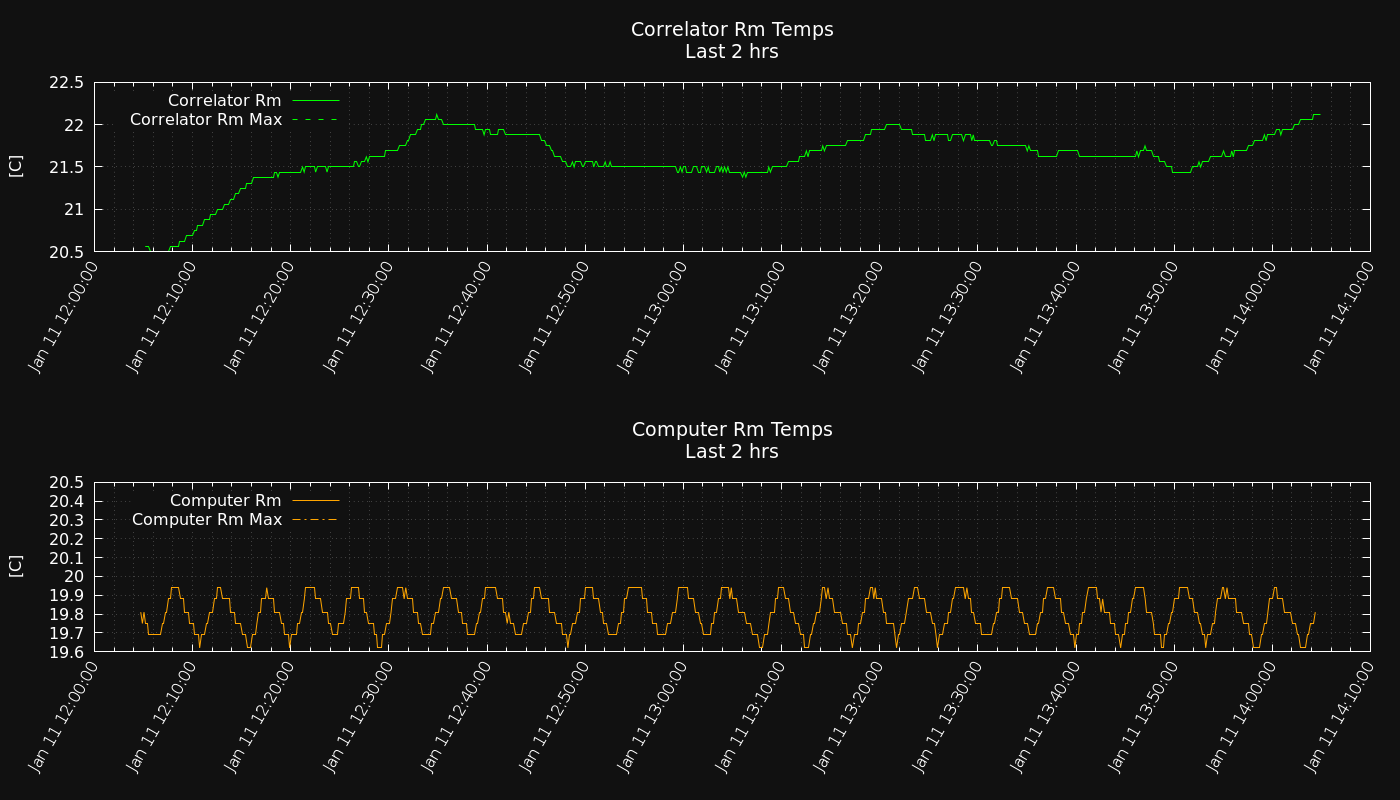 Correlator Rm Temps
Last 2 hrs
Correlator Rm
Correlator Rm Max
[C]
22.5
22
21.5
21
20.5
Jan 11 12:00:00
Jan 11 12:10:00
Jan 11 12:20:00
Jan 11 12:30:00
Jan 11 12:40:00
Jan 11 12:50:00
Jan 11 13:00:00
Jan 11 13:10:00
Jan 11 13:20:00
Jan 11 13:30:00
Jan 11 13:40:00
Jan 11 13:50:00
Jan 11 14:00:00
Jan 11 14:10:00
Computer Rm Temps
Last 2 hrs
Computer Rm
Computer Rm Max
[C]
20.5
20.4
20.3
20.2
20.1
20
19.9
19.8
19.7
19.6
Jan 11 12:00:00
Jan 11 12:10:00
Jan 11 12:20:00
Jan 11 12:30:00
Jan 11 12:40:00
Jan 11 12:50:00
Jan 11 13:00:00
Jan 11 13:10:00
Jan 11 13:20:00
Jan 11 13:30:00
Jan 11 13:40:00
Jan 11 13:50:00
Jan 11 14:00:00
Jan 11 14:10:00